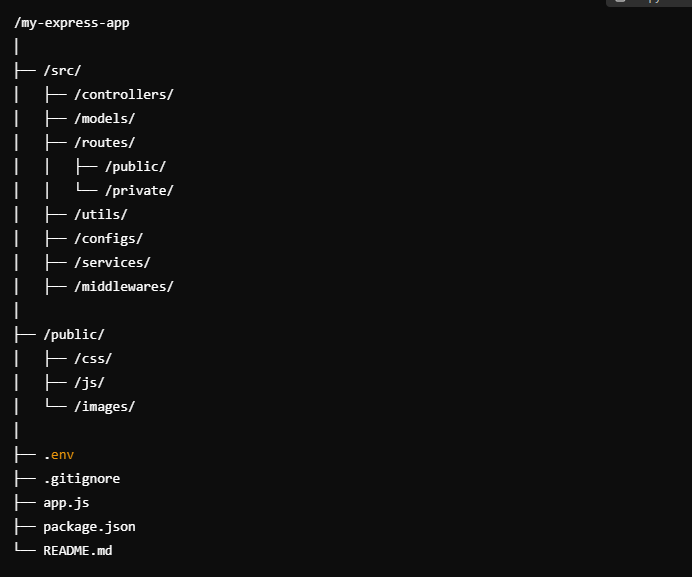 /my-express-app
│
├── /src/
│   ├── /controllers/
│   ├── /models/
│   ├── /routes/
│   │   ├── /public/
│   │   └── /private/
│   ├── /utils/
│   ├── /configs/
│   ├── /services/
│   ├── /middlewares/
│
├── /public/
│   ├── /css/
│   ├── /js/
│   └── /images/
│
├── .env
├── .gitignore
├── app.js
├── package.json
└── README.md